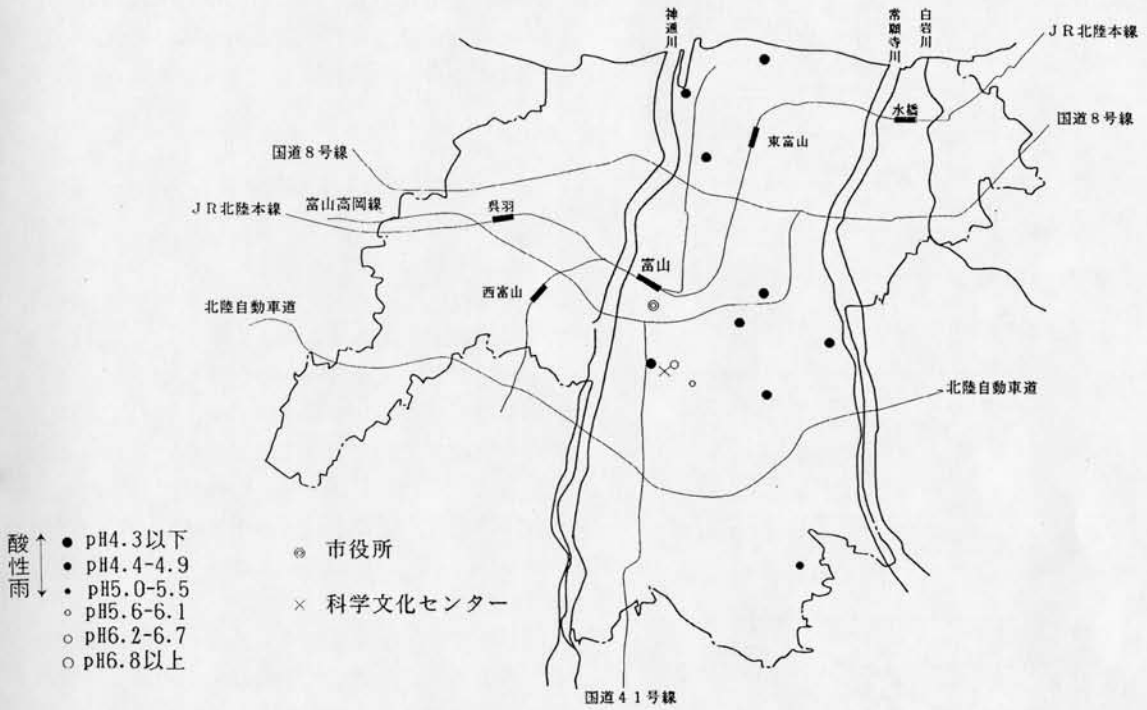 神通川
常願寺川
白岩川
JR北陸本線
水橋
国道8号線
東富山
国道8号線
富山高岡線
JR北陸本線
呉羽
富山
西富山
北陸自動車道
北陸自動車道
酸性雨
pH4.3以下
pH4.4-4.9
pH5.0-5.5
pH5.6-6.1
pH6.2-6.7
pH6.8以上
市役所
科学文化センター
国道41号線